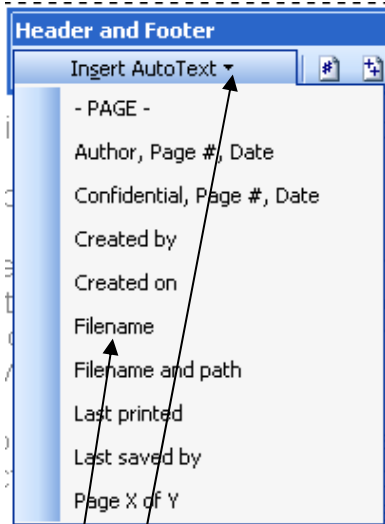 Header and Footer
Insert AutoText
- PAGE -
Author, Page #, Date
Confidential, Page #, Date
Created by
Created on
Filename
Filename and path
Last printed
Last saved by
Page X of Y